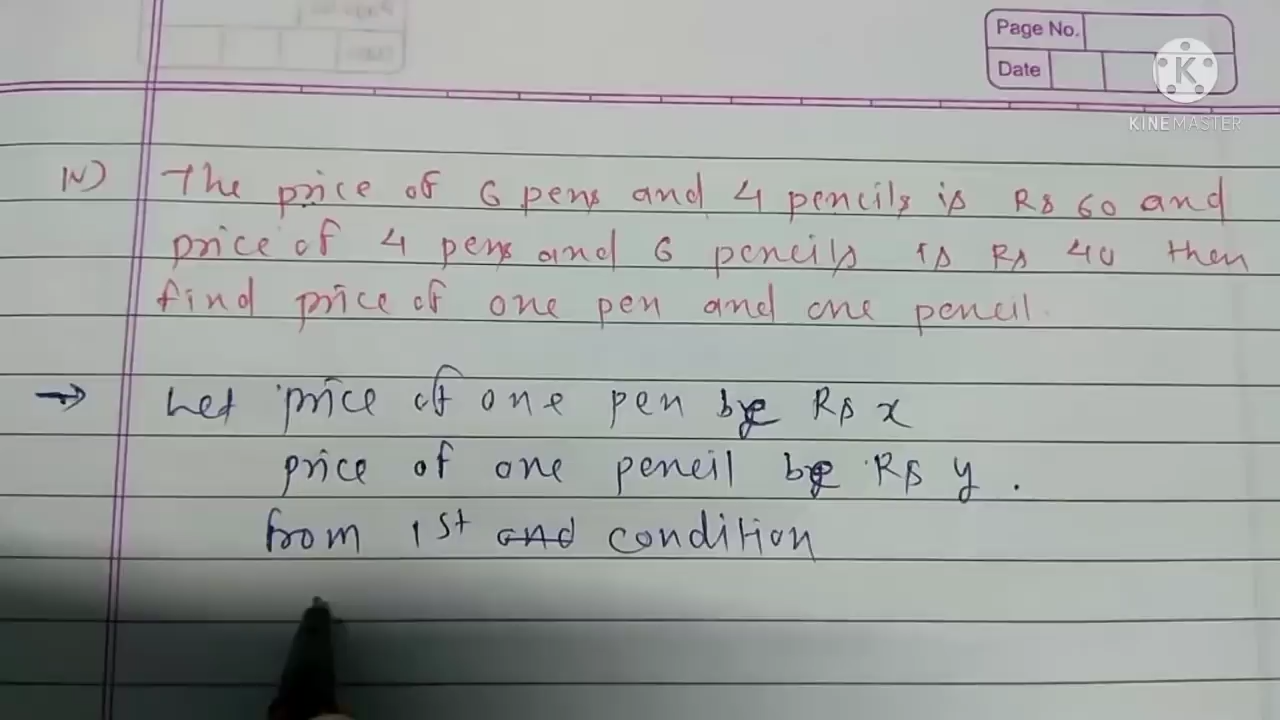 Page No.
Date
KINEMASTER
N) The price of 6 pens and 4 pencils is Rs 60 and
price of 4 pens and 6 pencils is Rs 40 then
find price of one pen and one pencil.
→ Let price of one pen be Rs x
price of one pencil be Rs y.
from 1st and condition